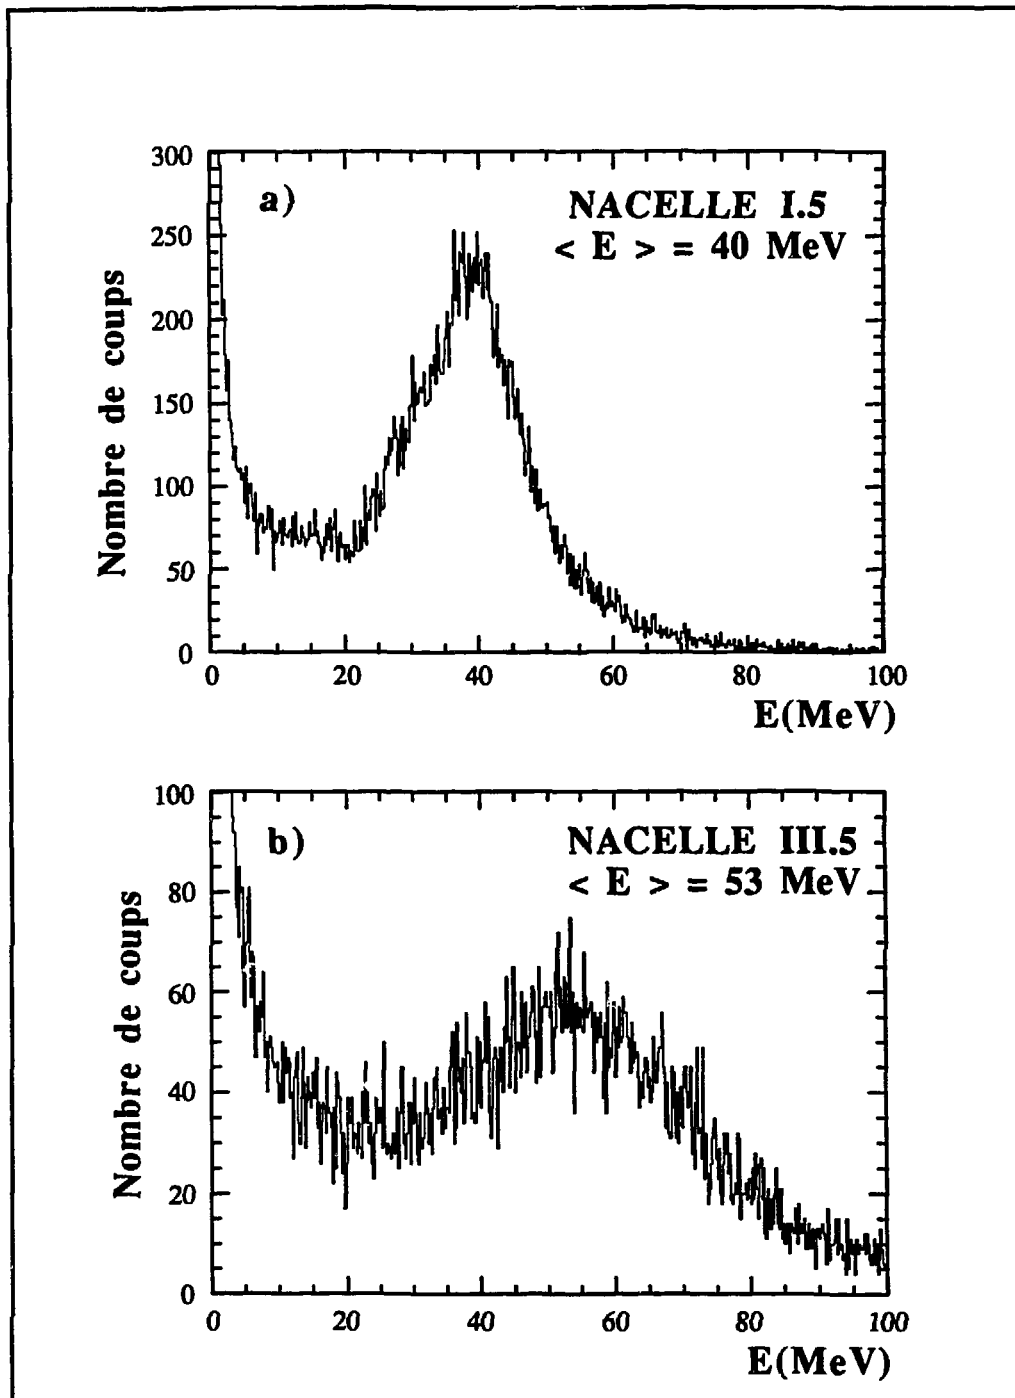 a)
NACELLE I.5
< E > = 40 MeV
Nombre de coups
300
250
200
150
100
50
0
0 20 40 60 80 100
E(MeV)
b)
NACELLE III.5
< E > = 53 MeV
Nombre de coups
100
80
60
40
20
0
0 20 40 60 80 100
E(MeV)